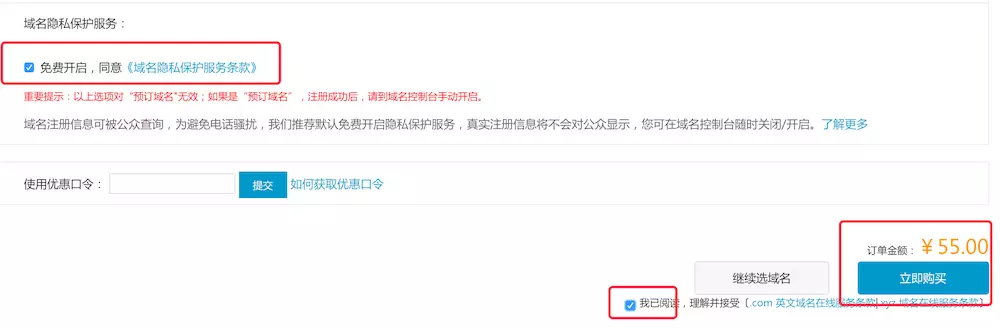 域名隐私保护服务：
免费开启，同意《域名隐私保护服务条款》
重要提示：以上选项对“预订域名”无效；如果是“预订域名”，注册成功后，请到域名控制台手动开启。
域名注册信息可被公众查询，为避免电话骚扰，我们推荐默认免费开启隐私保护服务，真实注册信息将不会对公众显示，您可在域名控制台随时关闭/开启。了解更多
使用优惠口令： 提交 如何获取优惠口令
订单金额：￥55.00
继续选域名 立即购买
我已阅读，理解并接受〔.com 英文域名在线服务条款|.xyz 域名在线服务条款〕